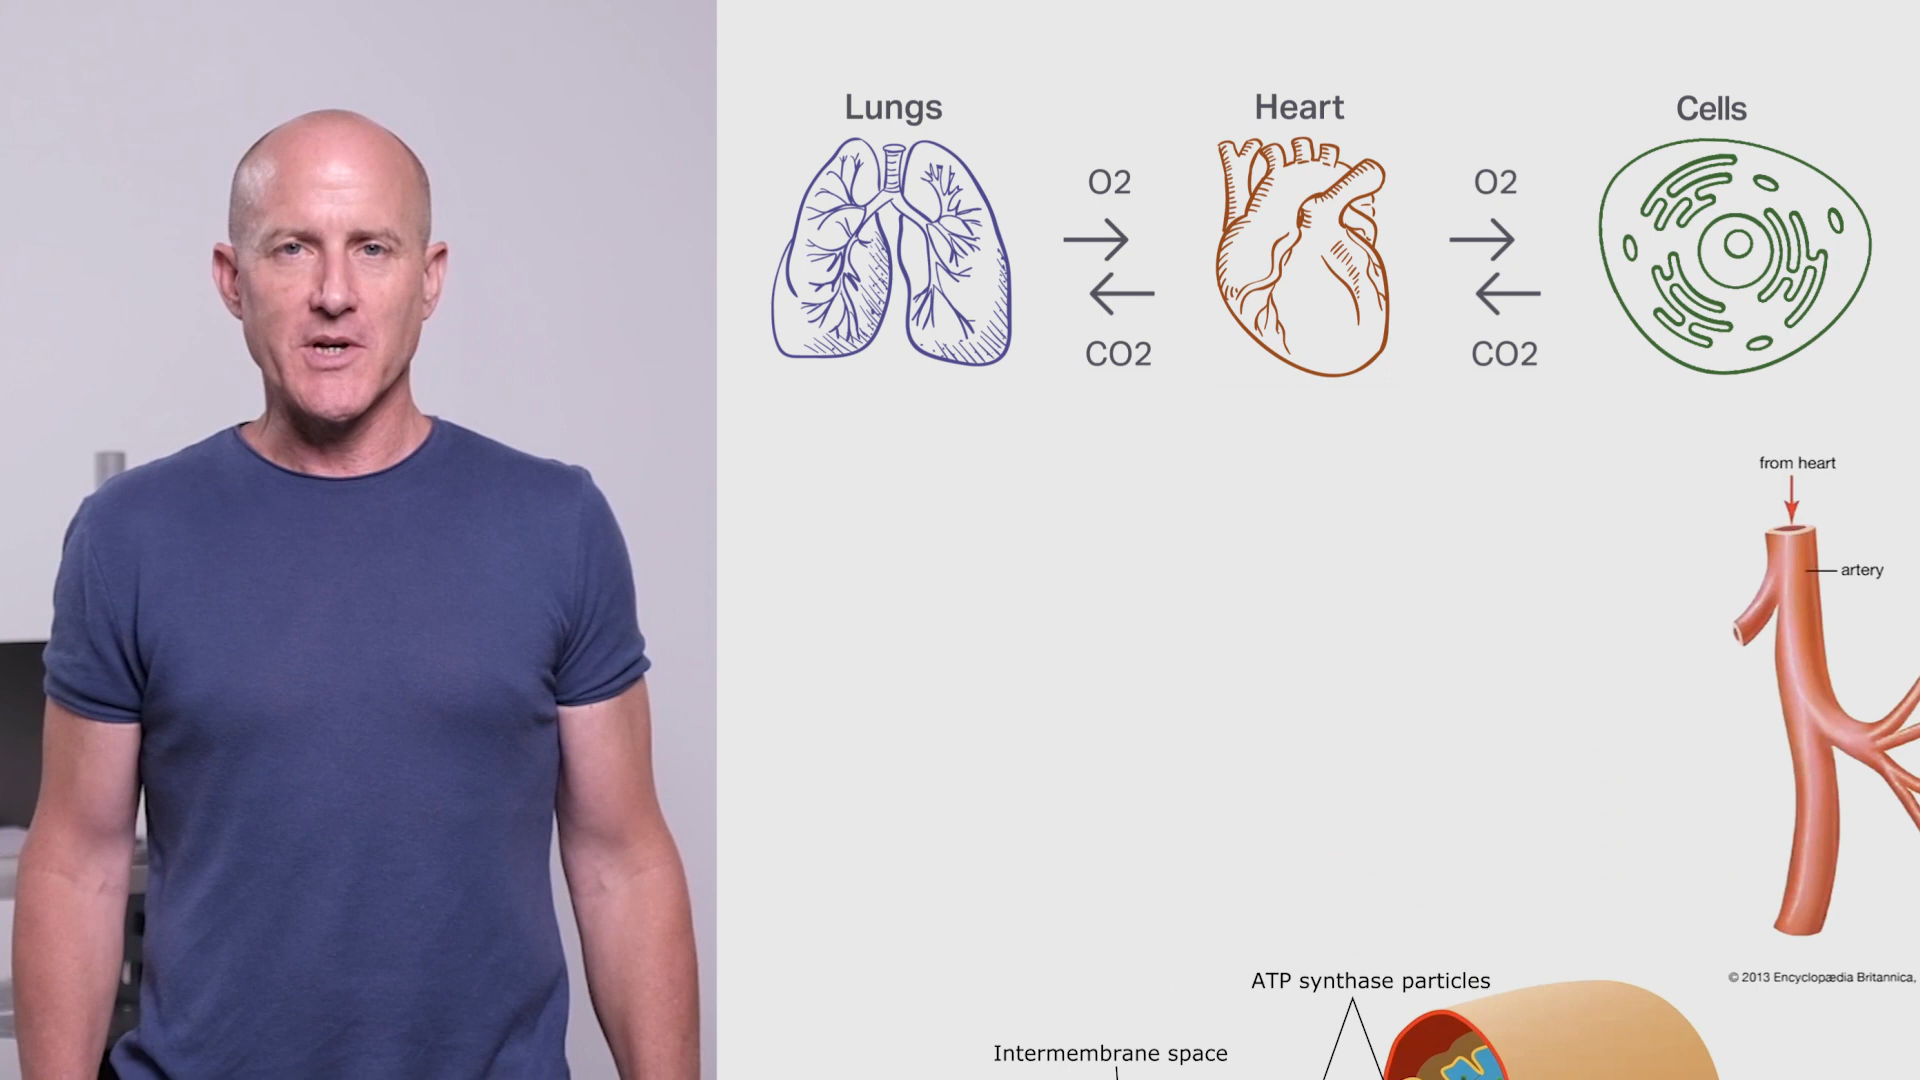 Lungs
Heart
Cells
O2
O2
CO2
CO2
from heart
artery
© 2013 Encyclopædia Britannica,
ATP synthase particles
Intermembrane space